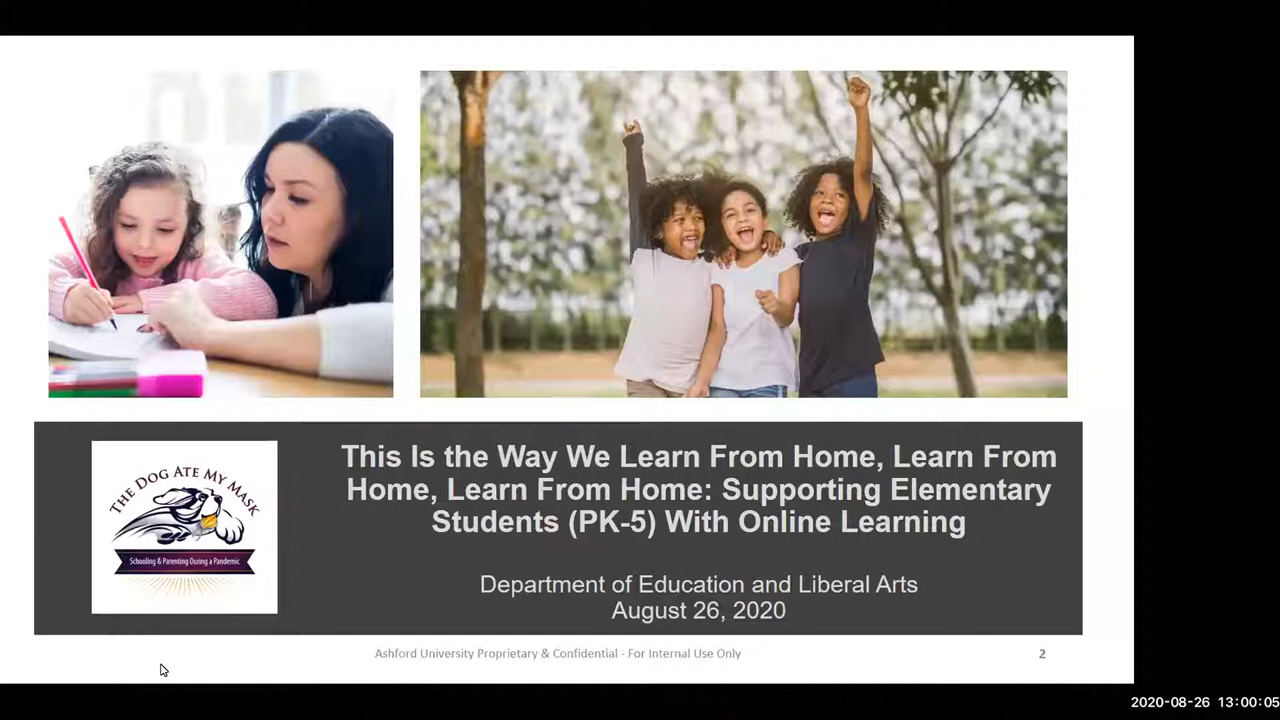 THE DOG ATE MY MASK
Schooling & Parenting During a Pandemic
This Is the Way We Learn From Home, Learn From
Home, Learn From Home: Supporting Elementary
Students (PK-5) With Online Learning
Department of Education and Liberal Arts
August 26, 2020
Ashford University Proprietary & Confidential - For Internal Use Only
2
2020-08-26 13:00:05